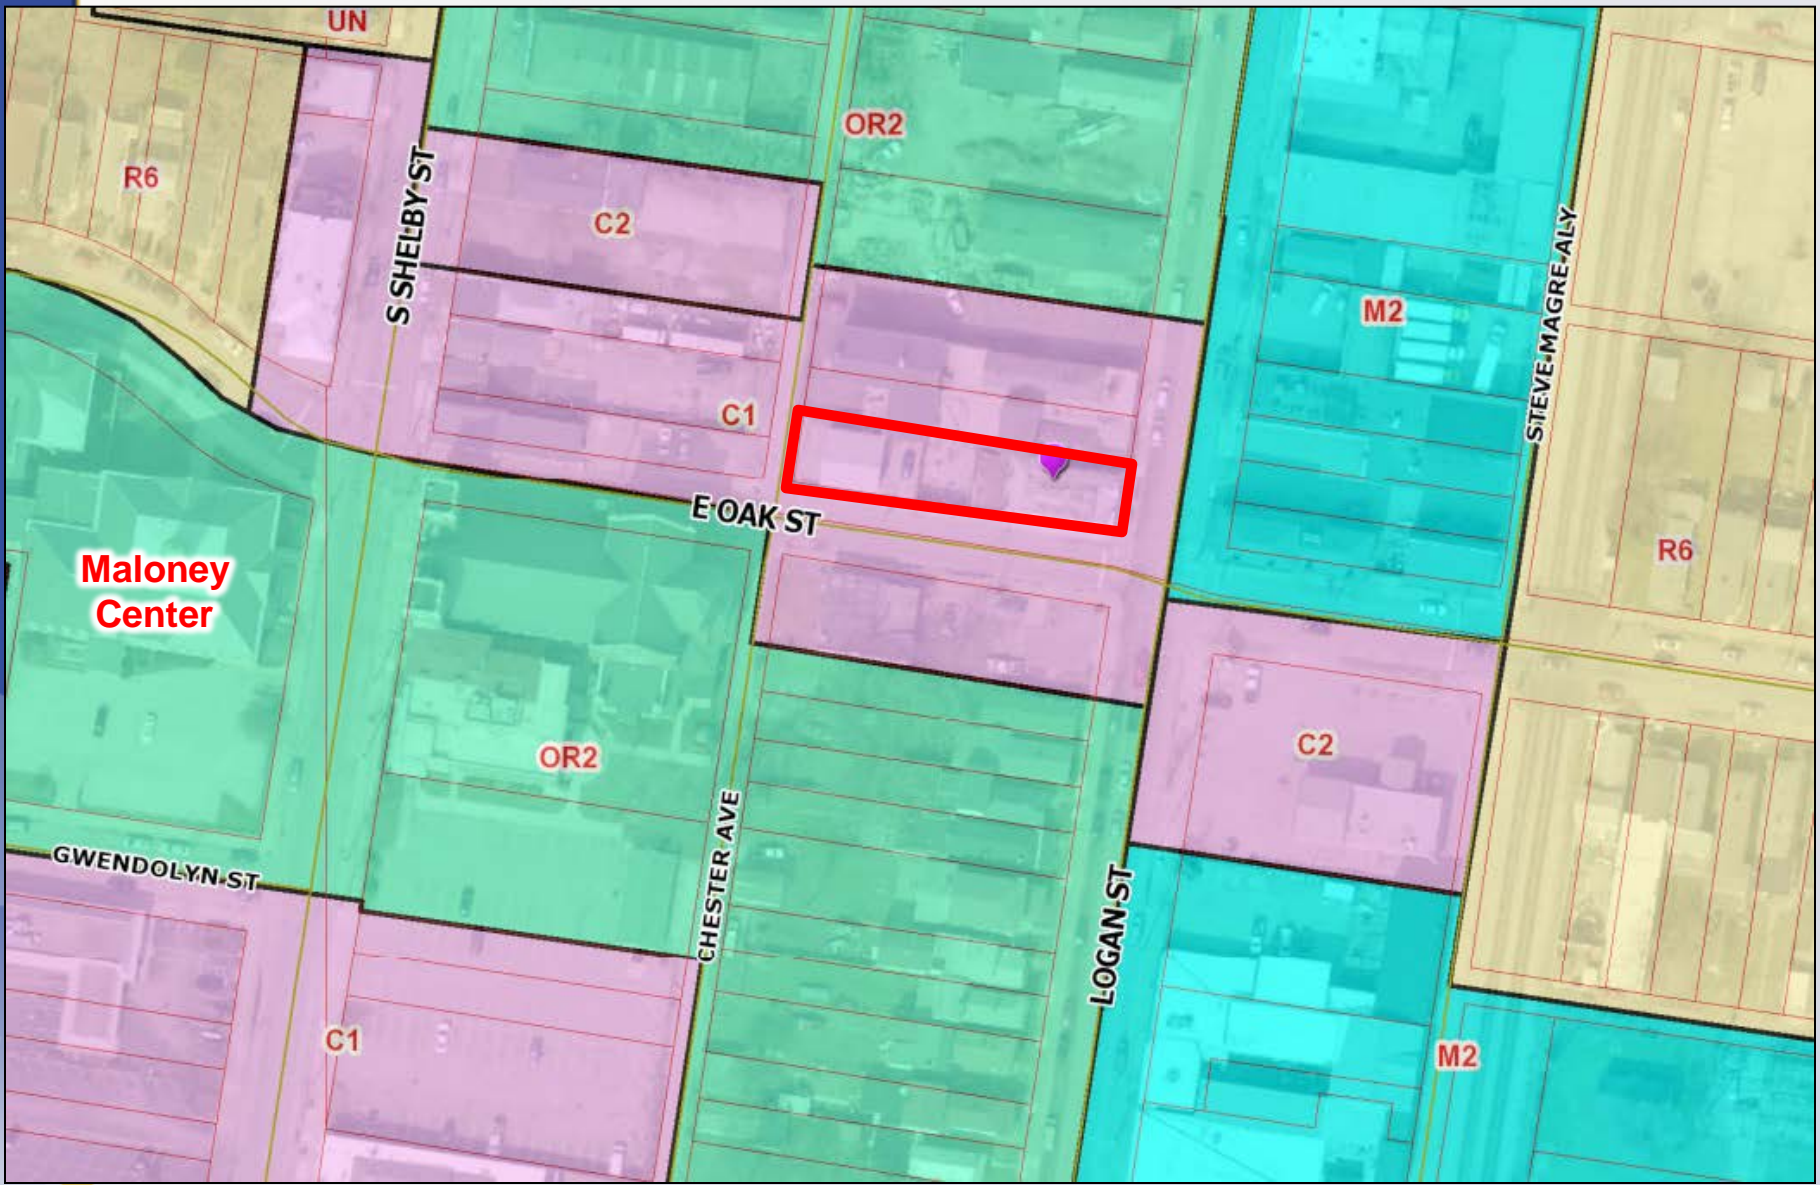 UN
OR2
R6
S SHELBY ST
C2
STEVE MAGRE ALY
M2
C1
E OAK ST
R6
Maloney
Center
OR2
C2
CHESTER AVE
GWENDOLYN ST
LOGAN ST
C1
M2